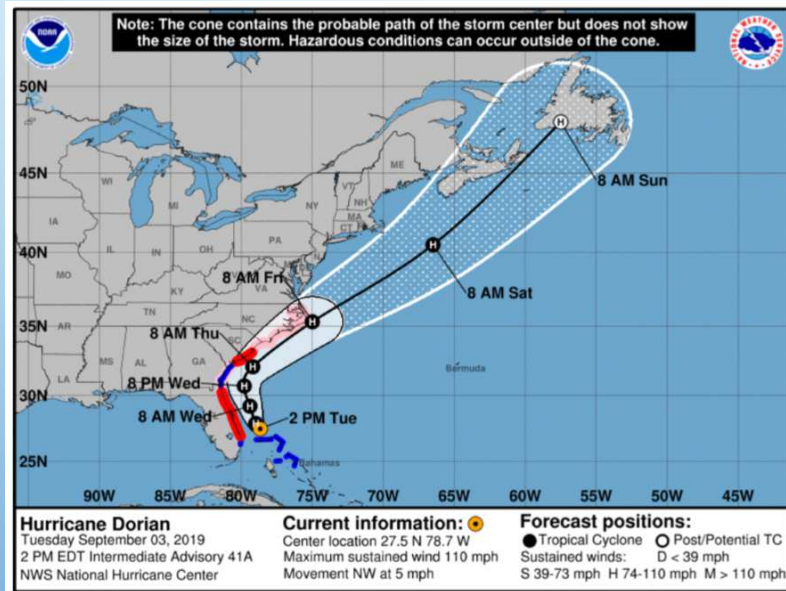 Note: The cone contains the probable path of the storm center but does not show
the size of the storm. Hazardous conditions can occur outside of the cone.
NOAA
50N
45N
40N
35N
30N
25N
WI
MI
NY
VT
NH
ME
MA
CT
IA
IL
IN
OH
PA
MO
KY
VA
TN
NC
AR
SC
MS
AL
GA
LA
FL
8 AM Sun
8 AM Sat
8 AM Fri
8 AM Thu
8 PM Wed
8 AM Wed
2 PM Tue
H
H
H
H
H
H
H
Bermuda
Bahamas
90W 85W 80W 75W 70W 65W 60W 55W 50W 45W
Hurricane Dorian
Tuesday September 03, 2019
2 PM EDT Intermediate Advisory 41A
NWS National Hurricane Center
Current information:
Center location 27.5 N 78.7 W
Maximum sustained wind 110 mph
Movement NW at 5 mph
Forecast positions:
Tropical Cyclone Post/Potential TC
Sustained winds: D < 39 mph
S 39-73 mph H 74-110 mph M > 110 mph